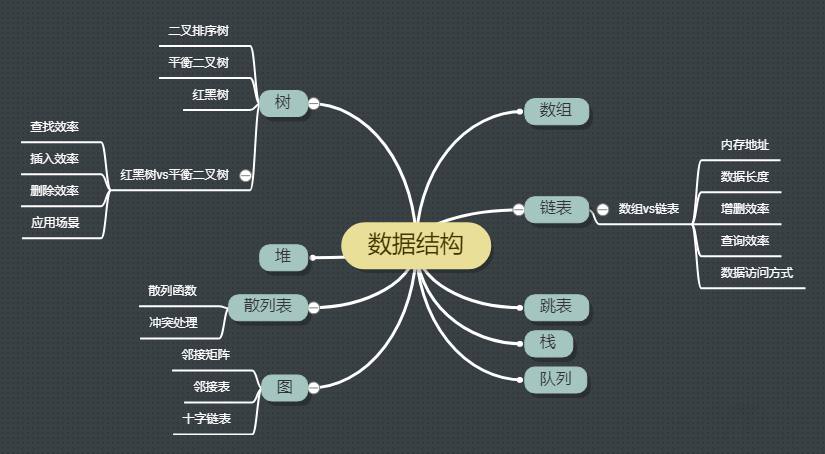 数据结构
数组
链表
数组vs链表
内存地址
数据长度
增删效率
查询效率
数据访问方式
跳表
栈
队列
树
二叉排序树
平衡二叉树
红黑树
红黑树vs平衡二叉树
查找效率
插入效率
删除效率
应用场景
堆
散列表
散列函数
冲突处理
图
邻接矩阵
邻接表
十字链表